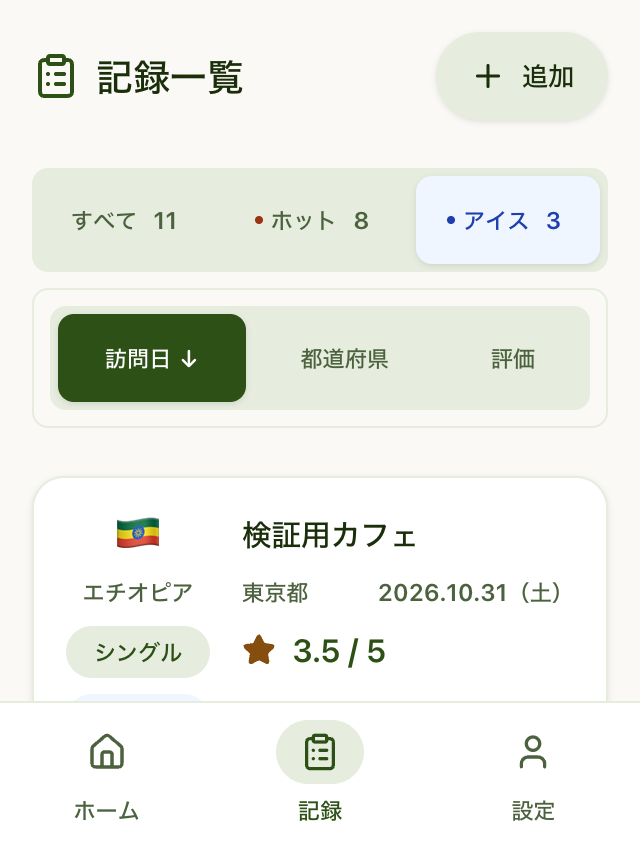 記録一覧
追加
すべて 11
ホット 8
アイス 3
訪問日 ↓
都道府県
評価
検証用カフェ
エチオピア
東京都
2026.10.31（土）
シングル
3.5 / 5
ホーム
記録
設定